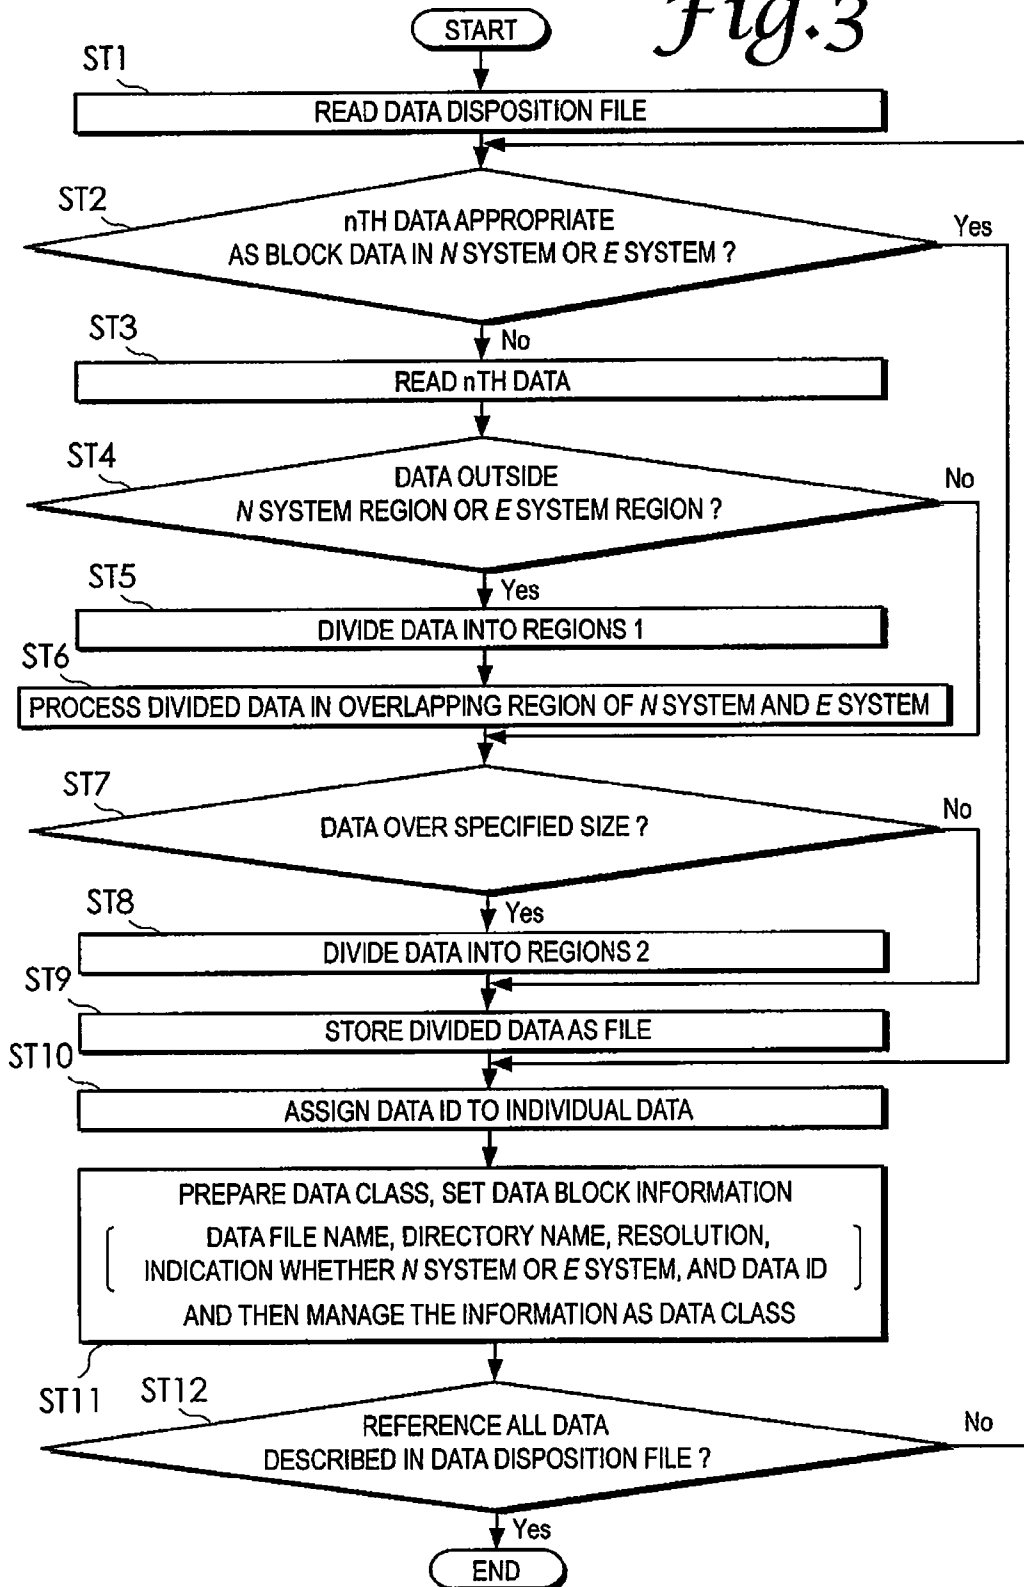 Fig.3
START
ST1
READ DATA DISPOSITION FILE
ST2
nTH DATA APPROPRIATE
AS BLOCK DATA IN N SYSTEM OR E SYSTEM ?
Yes
No
ST3
READ nTH DATA
ST4
DATA OUTSIDE
N SYSTEM REGION OR E SYSTEM REGION ?
No
Yes
ST5
DIVIDE DATA INTO REGIONS 1
ST6
PROCESS DIVIDED DATA IN OVERLAPPING REGION OF N SYSTEM AND E SYSTEM
ST7
DATA OVER SPECIFIED SIZE ?
No
Yes
ST8
DIVIDE DATA INTO REGIONS 2
ST9
STORE DIVIDED DATA AS FILE
ST10
ASSIGN DATA ID TO INDIVIDUAL DATA
PREPARE DATA CLASS, SET DATA BLOCK INFORMATION
DATA FILE NAME, DIRECTORY NAME, RESOLUTION,
INDICATION WHETHER N SYSTEM OR E SYSTEM, AND DATA ID
AND THEN MANAGE THE INFORMATION AS DATA CLASS
ST11
ST12
REFERENCE ALL DATA
DESCRIBED IN DATA DISPOSITION FILE ?
No
Yes
END